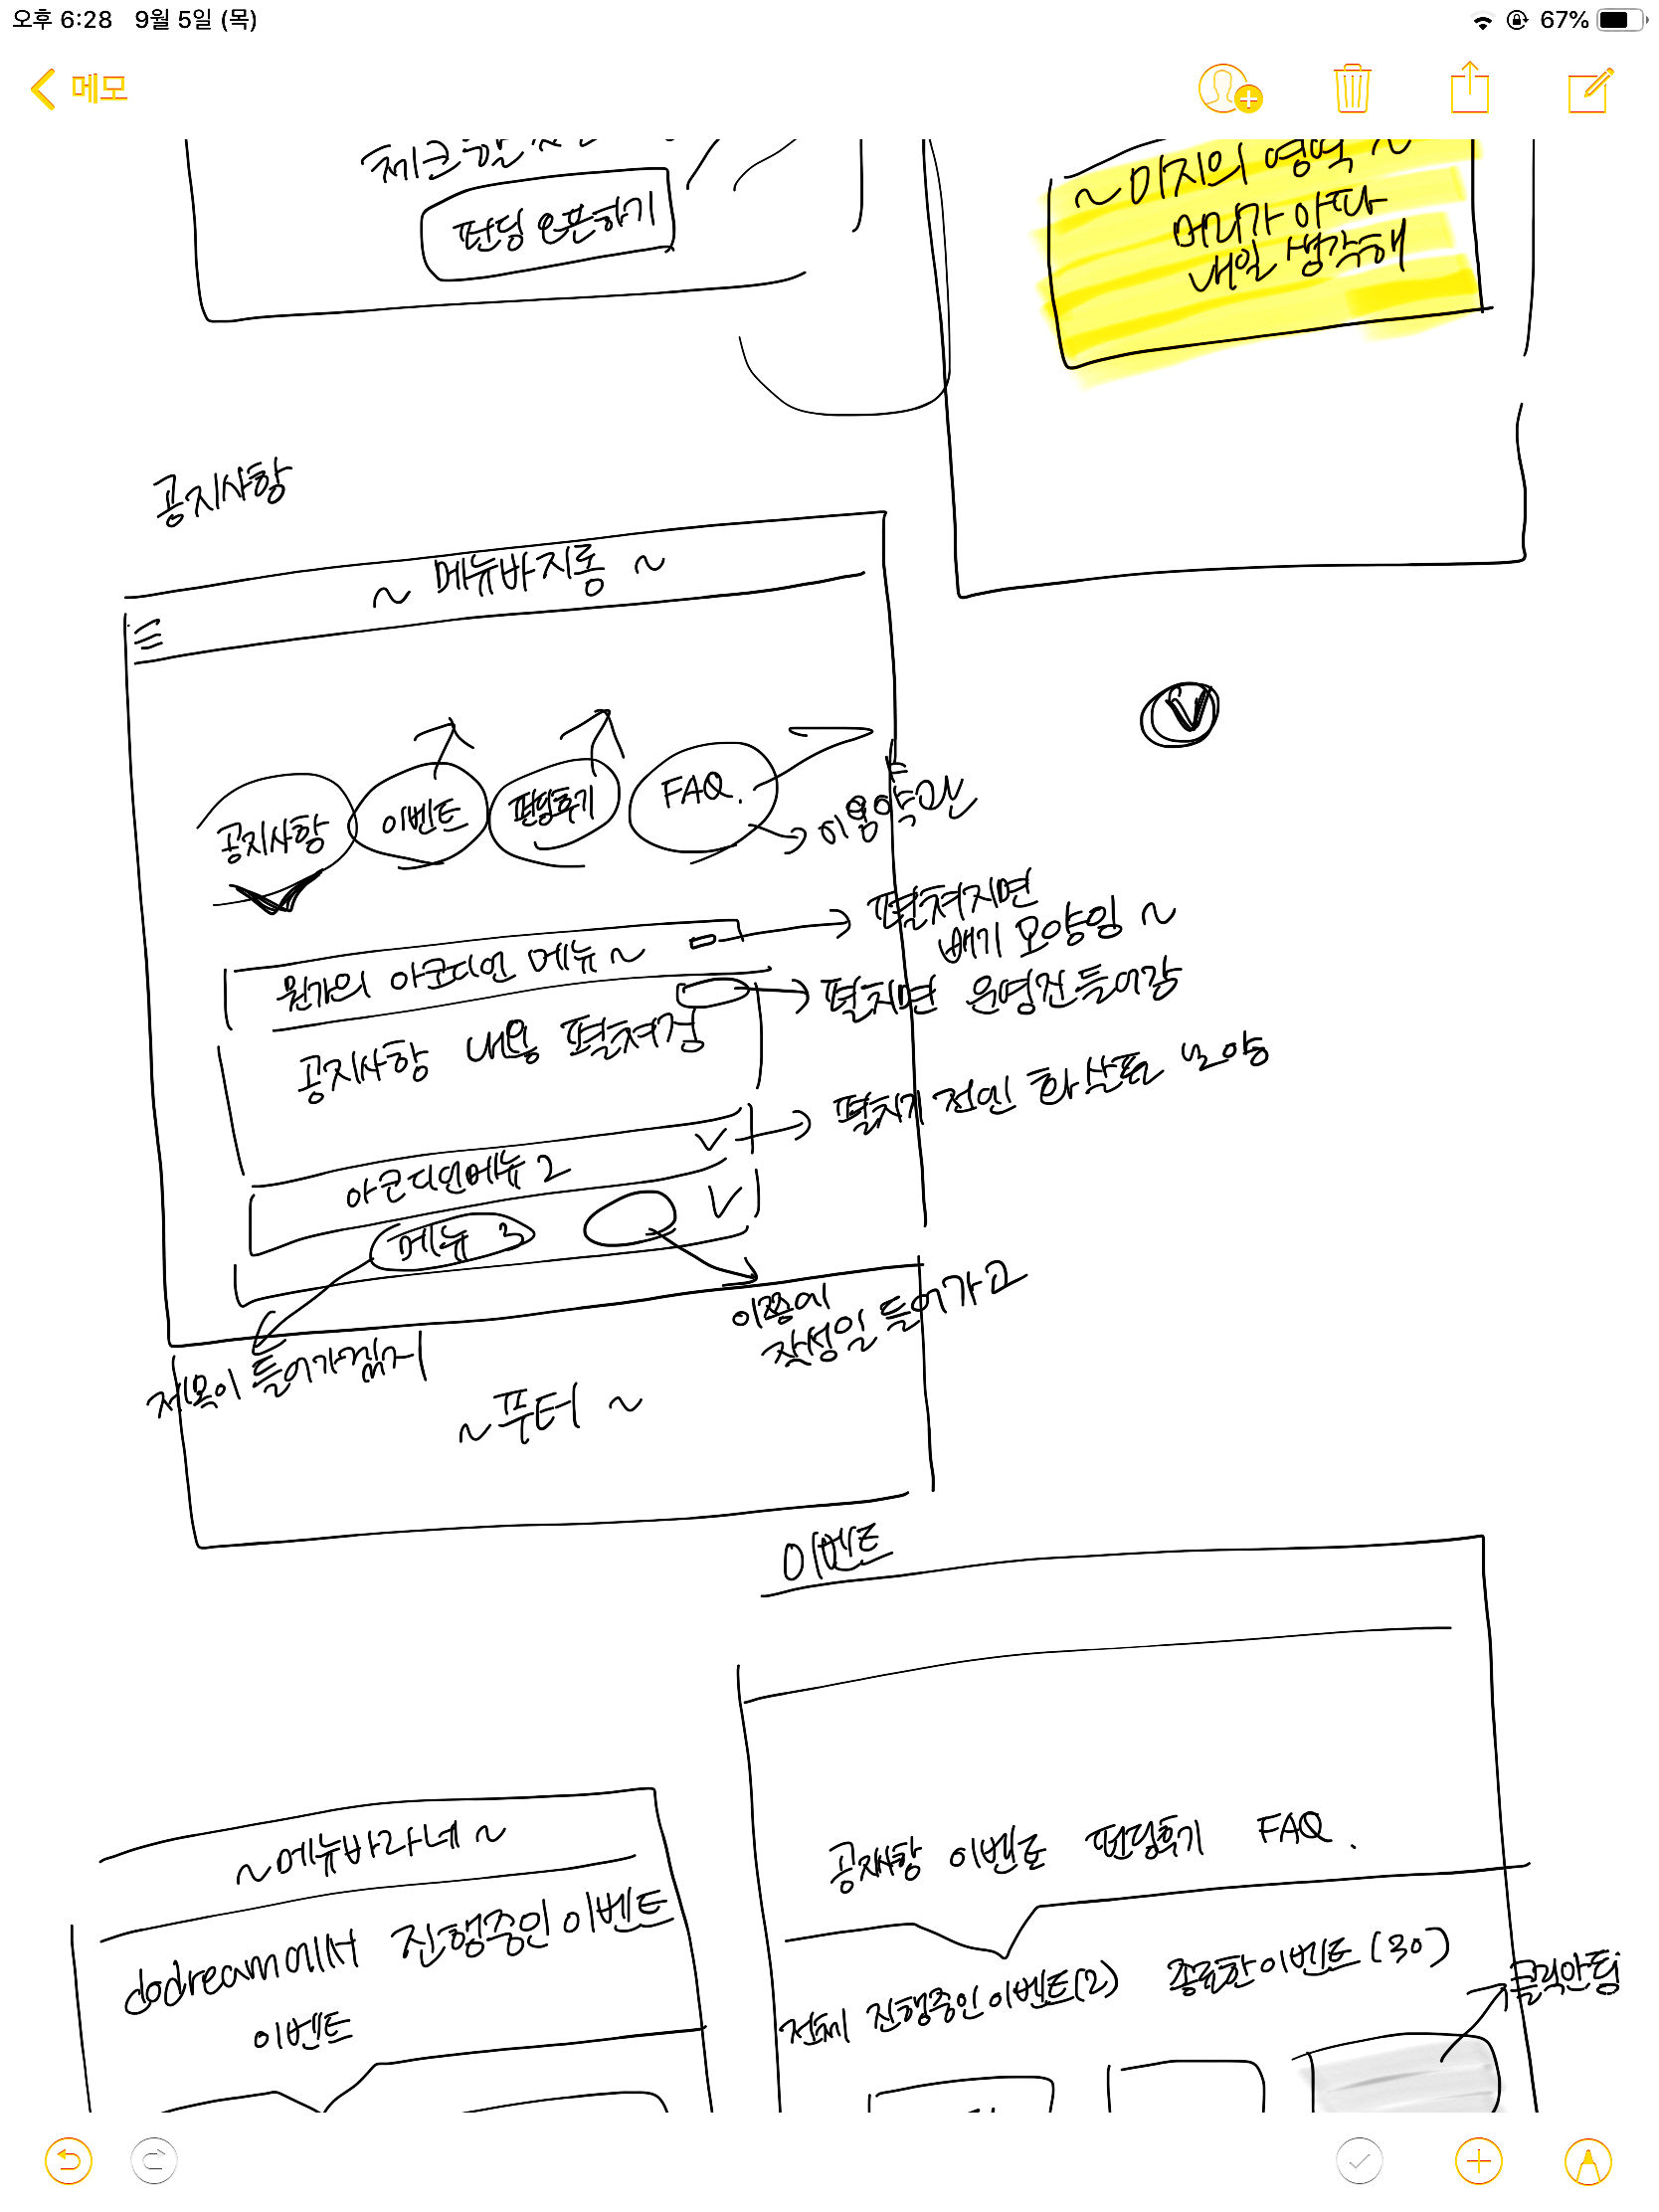 오후 6:28 9월 5일 (목)
67%
메모
펀딩 오픈하기
~ 미지의 영역 ~
머리가 아파
내일 생각해
공지사항
~ 메뉴바 지롱 ~
공지사항 이벤트 펀딩후기 FAQ.
이용약관
펼쳐지면
빼기 모양임 ~
뭔가의 아코디언 메뉴 ~
펼치면 운영진 들어감
공지사항 내용 펼쳐짐
펼치기 전인 화살표 모양
아코디언메뉴 2
메뉴 3
이쪽에
작성일 들어가고
제목이 들어가겠지
~ 푸터 ~
이벤트
~메뉴바라네~
공지사항 이벤트 펀딩후기 FAQ.
dodream에서 진행중인 이벤트
이벤트
전체 진행중인 이벤트(2) 종료한 이벤트(30)
클릭안됨